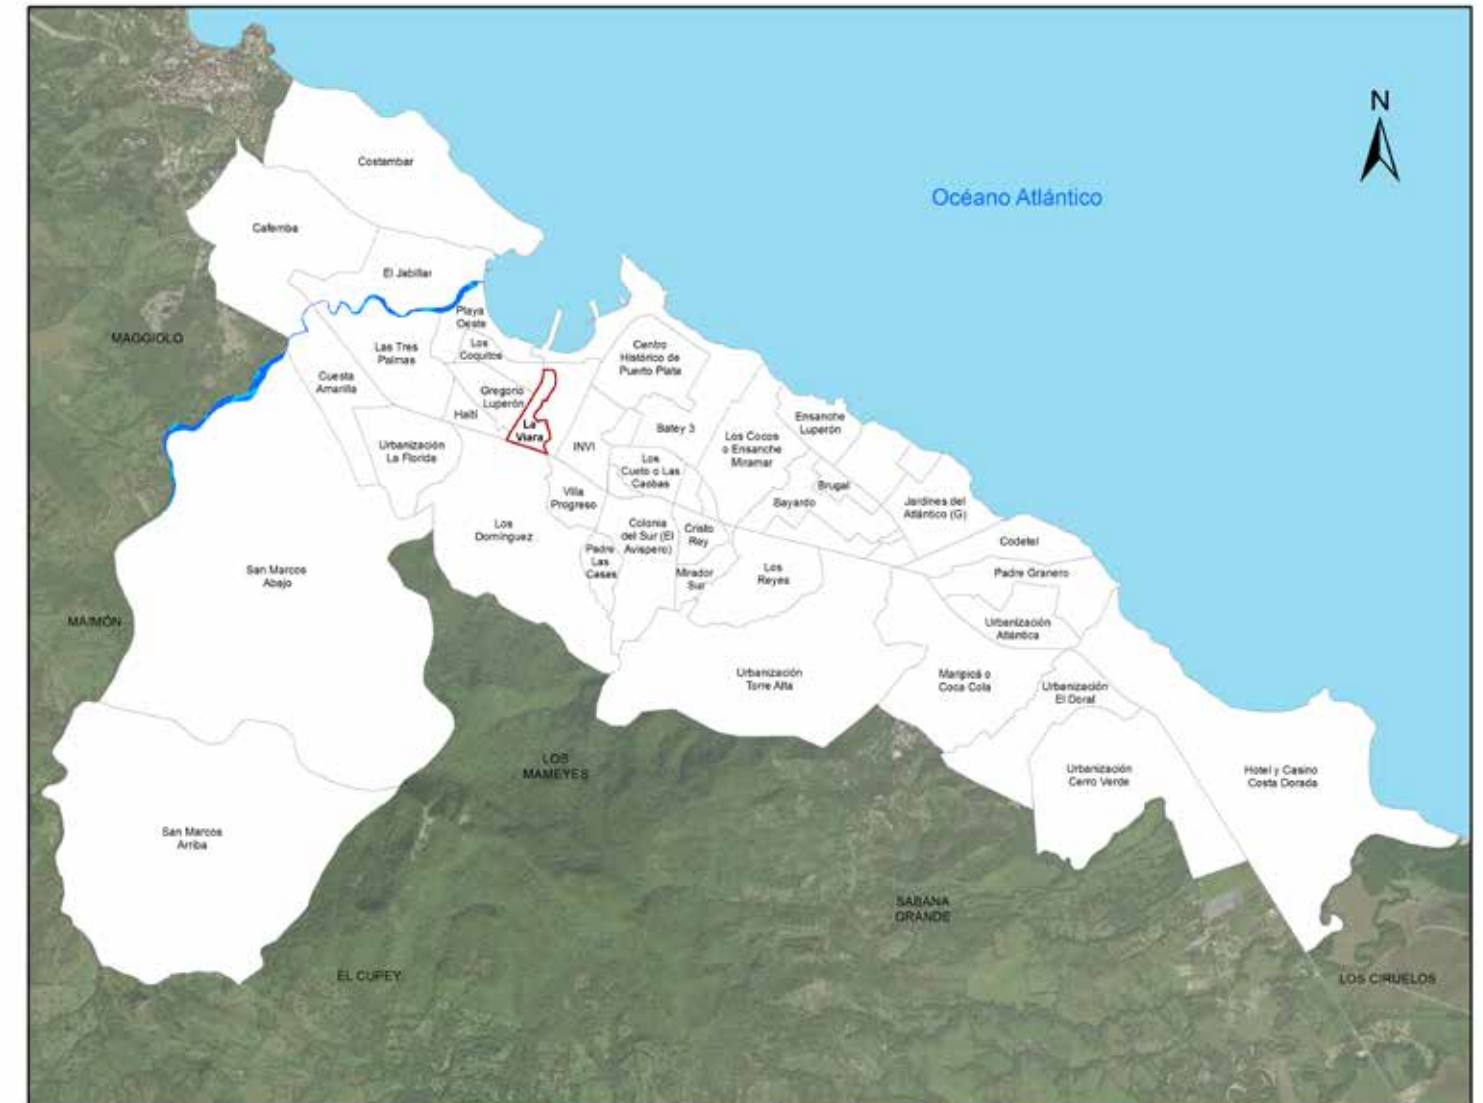 N
Océano Atlántico
Costambar
Cafemba
El Jabillar
MAGGIOLO
Playa
Oeste
Los
Coquitos
Las Tres
Palmas
Centro
Histórico de
Puerto Plata
Cuesta
Amarilla
Gregorio
Luperón
Haití
La
Viara
INVI
Batey 3
Ensanche
Luperón
Los Cocos
o Ensanche
Miramar
Urbanización
La Florida
Los
Cueto o Las
Caobas
Villa
Progreso
Brugal
Bayardo
Jardines del
Atlántico (G)
Los
Domínguez
Colonia
del Sur (El
Avispero)
Cristo
Rey
Codetel
Padre
Las
Casas
Mirador
Sur
Los
Reyes
Padre Granero
San Marcos
Abajo
MAIMÓN
Urbanización
Atlántica
Urbanización
Torre Alta
Maripicá o
Coca Cola
Urbanización
El Doral
LOS
MAMEYES
Urbanización
Cerro Verde
Hotel y Casino
Costa Dorada
San Marcos
Arriba
SABANA
GRANDE
EL CUPEY
LOS CIRUELOS